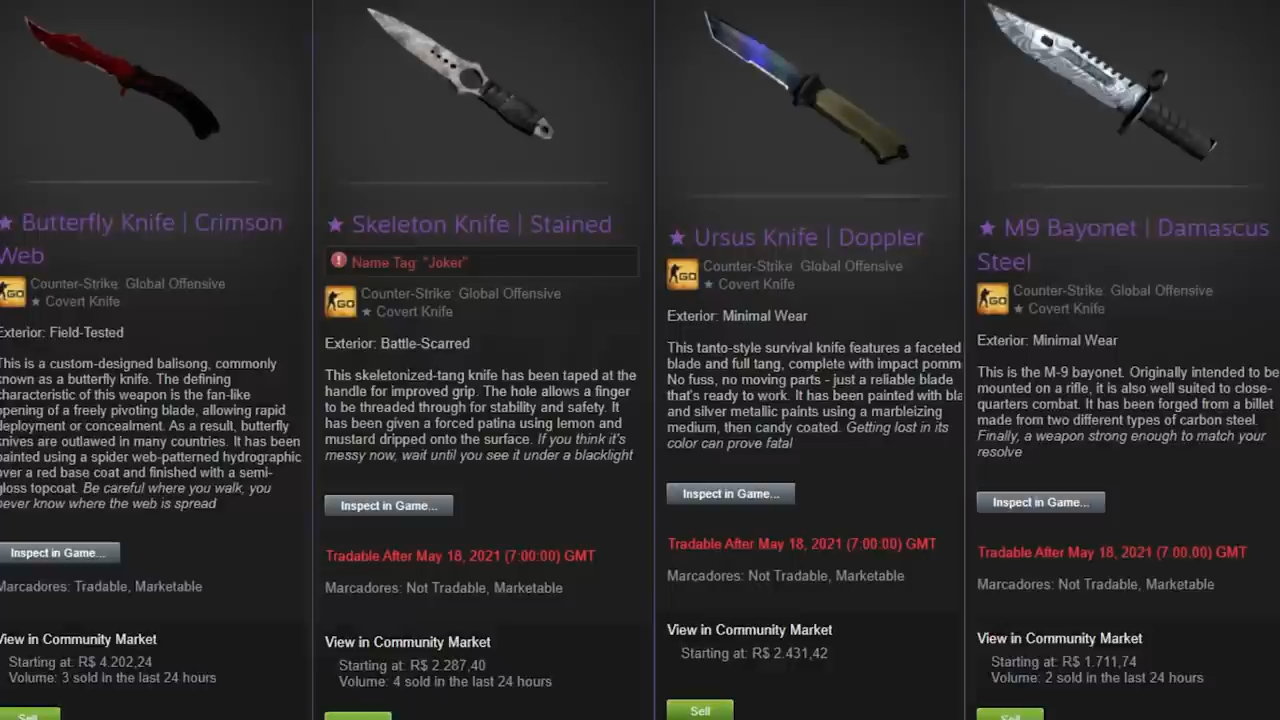 ★ Butterfly Knife | Crimson
Web
GO
Counter-Strike: Global Offensive
★ Covert Knife
Exterior: Field-Tested
This is a custom-designed balisong, commonly
known as a butterfly knife. The defining
characteristic of this weapon is the fan-like
opening of a freely pivoting blade, allowing rapid
deployment or concealment. As a result, butterfly
knives are outlawed in many countries. It has been
painted using a spider web-patterned hydrographic
over a red base coat and finished with a semi-
gloss topcoat. Be careful where you walk, you
never know where the web is spread
Inspect in Game...
Marcadores: Tradable, Marketable
View in Community Market
Starting at: R$ 4.202,24
Volume: 3 sold in the last 24 hours
Sell
★ Skeleton Knife | Stained
! Name Tag: "Joker"
GO
Counter-Strike: Global Offensive
★ Covert Knife
Exterior: Battle-Scarred
This skeletonized-tang knife has been taped at the
handle for improved grip. The hole allows a finger
to be threaded through for stability and safety. It
has been given a forced patina using lemon and
mustard dripped onto the surface. If you think it's
messy now, wait until you see it under a blacklight
Inspect in Game...
Tradable After May 18, 2021 (7:00:00) GMT
Marcadores: Not Tradable, Marketable
View in Community Market
Starting at: R$ 2.287,40
Volume: 4 sold in the last 24 hours
★ Ursus Knife | Doppler
GO
Counter-Strike: Global Offensive
★ Covert Knife
Exterior: Minimal Wear
This tanto-style survival knife features a faceted
blade and full tang, complete with impact pomm
No fuss, no moving parts - just a reliable blade
that's ready to work. It has been painted with bla
and silver metallic paints using a marbleizing
medium, then candy coated. Getting lost in its
color can prove fatal
Inspect in Game...
Tradable After May 18, 2021 (7:00:00) GMT
Marcadores: Not Tradable, Marketable
View in Community Market
Starting at: R$ 2.431,42
Sell
★ M9 Bayonet | Damascus
Steel
GO
Counter-Strike: Global Offensive
★ Covert Knife
Exterior: Minimal Wear
This is the M-9 bayonet. Originally intended to be
mounted on a rifle, it is also well suited to close-
quarters combat. It has been forged from a billet
made from two different types of carbon steel.
Finally, a weapon strong enough to match your
resolve
Inspect in Game...
Tradable After May 18, 2021 (7:00:00) GMT
Marcadores: Not Tradable, Marketable
View in Community Market
Starting at: R$ 1.711,74
Volume: 2 sold in the last 24 hours
Sell